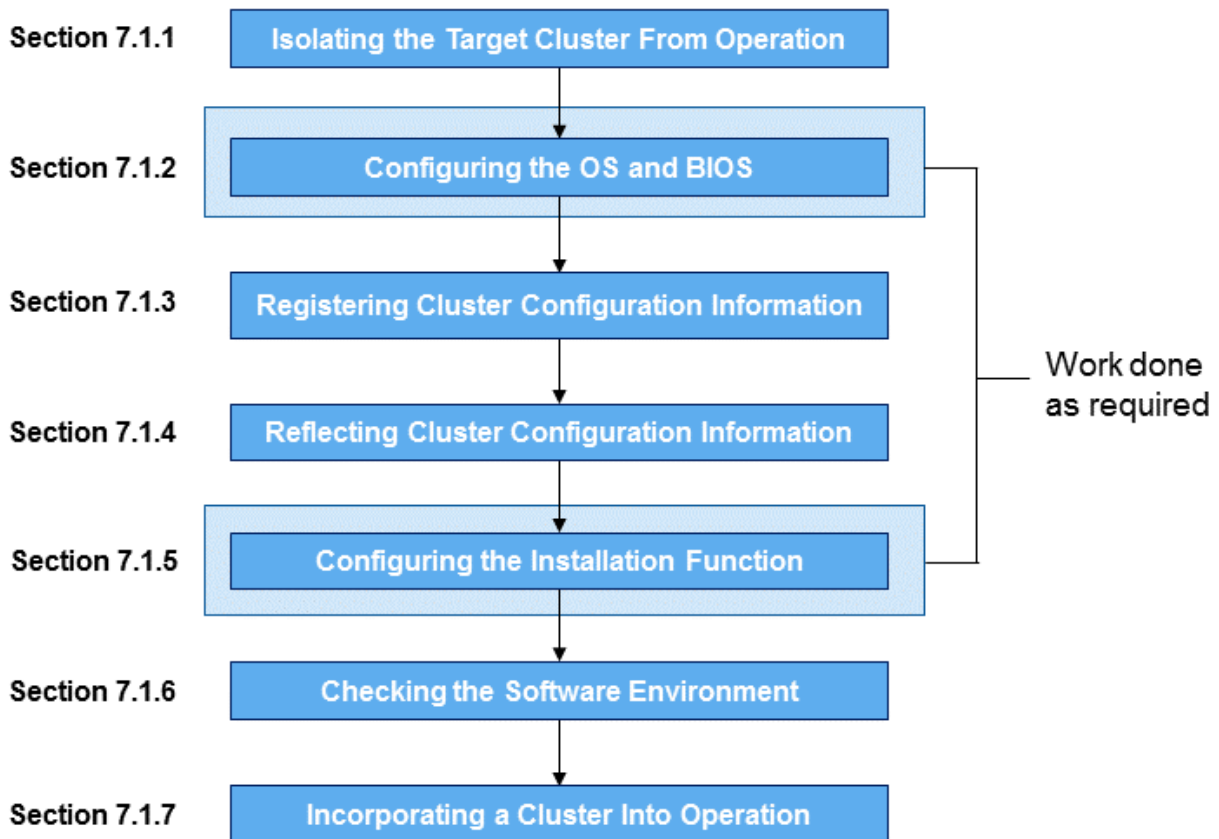 Section 7.1.1
Isolating the Target Cluster From Operation
Section 7.1.2
Configuring the OS and BIOS
Section 7.1.3
Registering Cluster Configuration Information
Work done
as required
Section 7.1.4
Reflecting Cluster Configuration Information
Section 7.1.5
Configuring the Installation Function
Section 7.1.6
Checking the Software Environment
Section 7.1.7
Incorporating a Cluster Into Operation